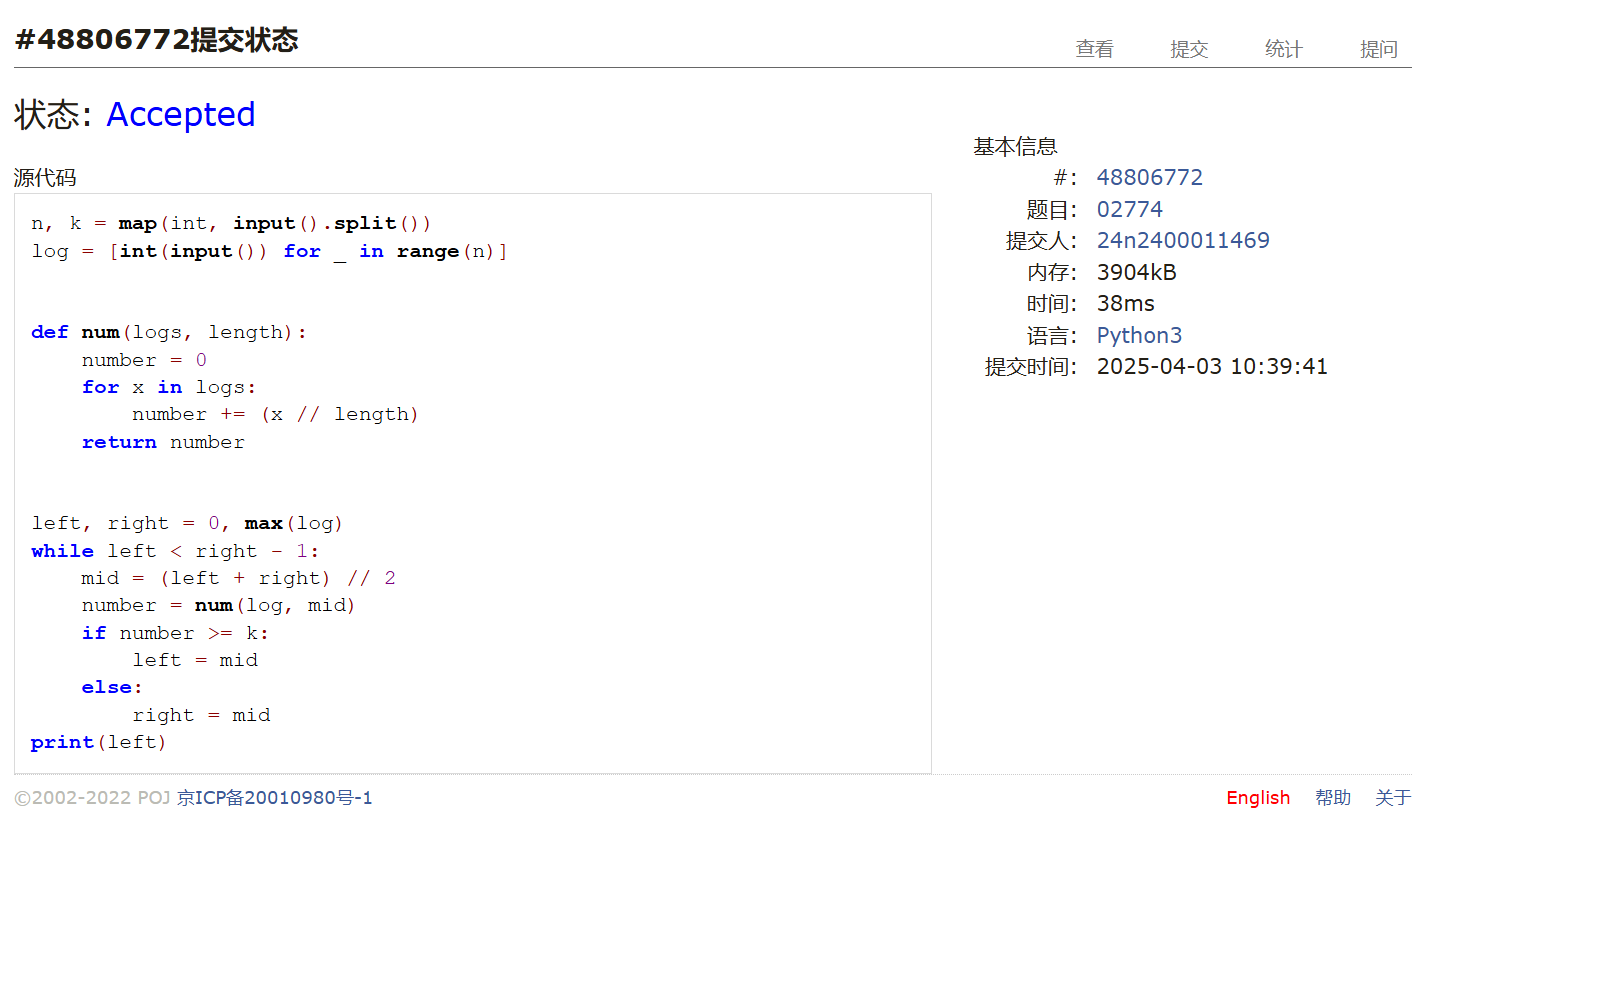 #48806772提交状态
查看 提交 统计 提问
状态: Accepted
源代码
n, k = map(int, input().split())
log = [int(input()) for _ in range(n)]
def num(logs, length):
    number = 0
    for x in logs:
        number += (x // length)
    return number
left, right = 0, max(log)
while left < right - 1:
    mid = (left + right) // 2
    number = num(log, mid)
    if number >= k:
        left = mid
    else:
        right = mid
print(left)
基本信息
#: 48806772
题目: 02774
提交人: 24n2400011469
内存: 3904kB
时间: 38ms
语言: Python3
提交时间: 2025-04-03 10:39:41
©2002-2022 POJ 京ICP备20010980号-1
English 帮助 关于